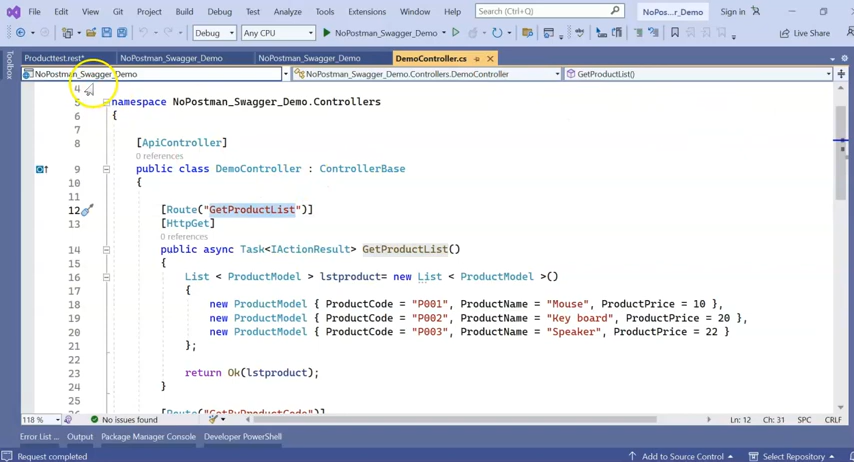 File Edit View Git Project Build Debug Test Analyze Tools
Extensions Window Help Search (Ctrl+Q) NoPost...r_Demo Sign in
Debug Any CPU NoPostman_Swagger_Demo Live Share
Toolbox
Producttest.rest* NoPostman_Swagger_Demo NoPostman_Swagger_Demo DemoController.cs
NoPostman_Swagger_Demo NoPostman_Swagger_Demo.Controllers.DemoController GetProductList()
4
5 namespace NoPostman_Swagger_Demo.Controllers
6 {
7
8 [ApiController]
0 references
9 public class DemoController : ControllerBase
10 {
11
12 [Route("GetProductList")]
13 [HttpGet]
0 references
14 public async Task<IActionResult> GetProductList()
15 {
16 List < ProductModel > lstproduct= new List < ProductModel >()
17 {
18 new ProductModel { ProductCode = "P001", ProductName = "Mouse", ProductPrice = 10 },
19 new ProductModel { ProductCode = "P002", ProductName = "Key board", ProductPrice = 20 },
20 new ProductModel { ProductCode = "P003", ProductName = "Speaker", ProductPrice = 22 }
21 };
22
23 return Ok(lstproduct);
24 }
25
26 [Route("GetByProductCode")]
118 % No issues found Ln: 12 Ch: 31 SPC CRLF
Error List ... Output Package Manager Console Developer PowerShell
Request completed Add to Source Control Select Repository